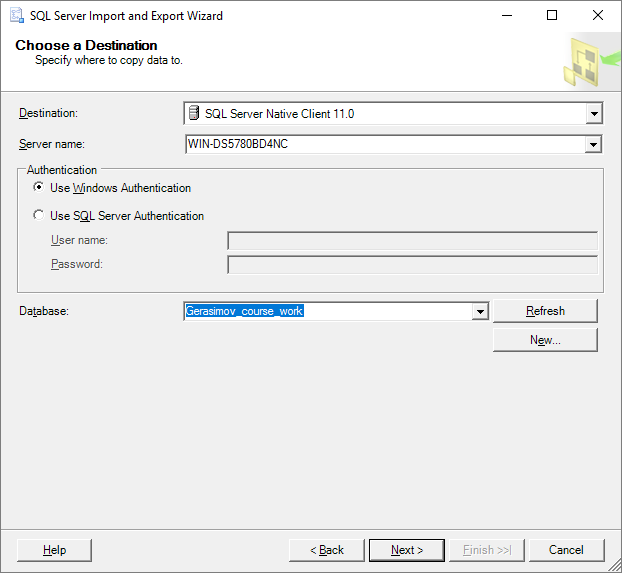 SQL Server Import and Export Wizard
Choose a Destination
Specify where to copy data to.
Destination:
SQL Server Native Client 11.0
Server name:
WIN-DS5780BD4NC
Authentication
Use Windows Authentication
Use SQL Server Authentication
User name:
Password:
Database:
Gerasimov_course_work
Refresh
New...
Help
< Back
Next >
Finish >>|
Cancel